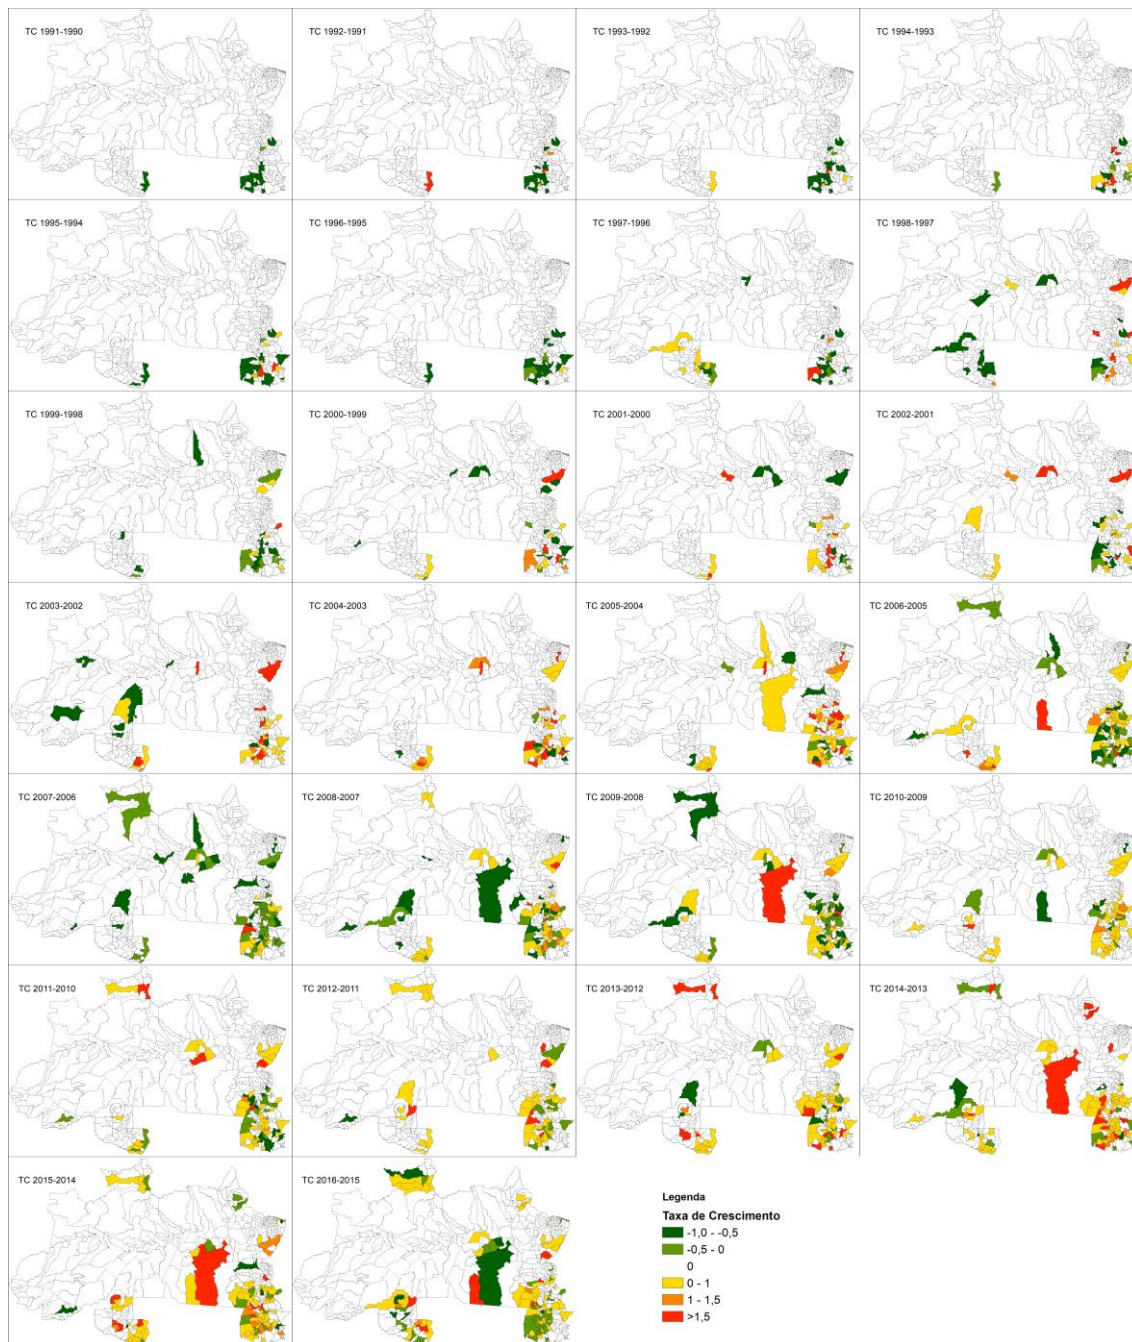 TC 1991-1990
TC 1992-1991
TC 1993-1992
TC 1994-1993
TC 1995-1994
TC 1996-1995
TC 1997-1996
TC 1998-1997
TC 1999-1998
TC 2000-1999
TC 2001-2000
TC 2002-2001
TC 2003-2002
TC 2004-2003
TC 2005-2004
TC 2006-2005
TC 2007-2006
TC 2008-2007
TC 2009-2008
TC 2010-2009
TC 2011-2010
TC 2012-2011
TC 2013-2012
TC 2014-2013
TC 2015-2014
TC 2016-2015
Legenda
Taxa de Crescimento
-1,0 - -0,5
-0,5 - 0
0
0 - 1
1 - 1,5
>1,5